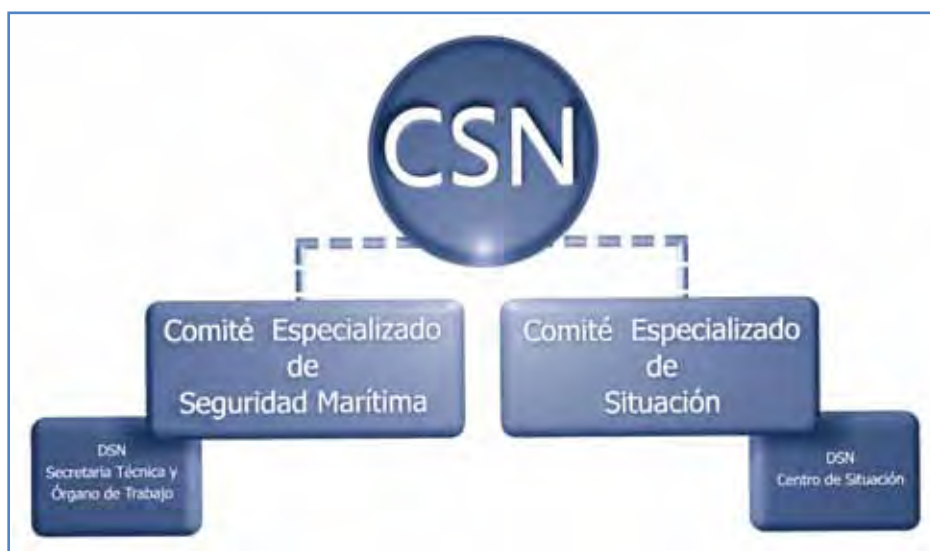 CSN
Comité Especializado
de
Seguridad Marítima
Comité Especializado
de
Situación
DSN
Secretaria Técnica y
Órgano de Trabajo
DSN
Centro de Situación